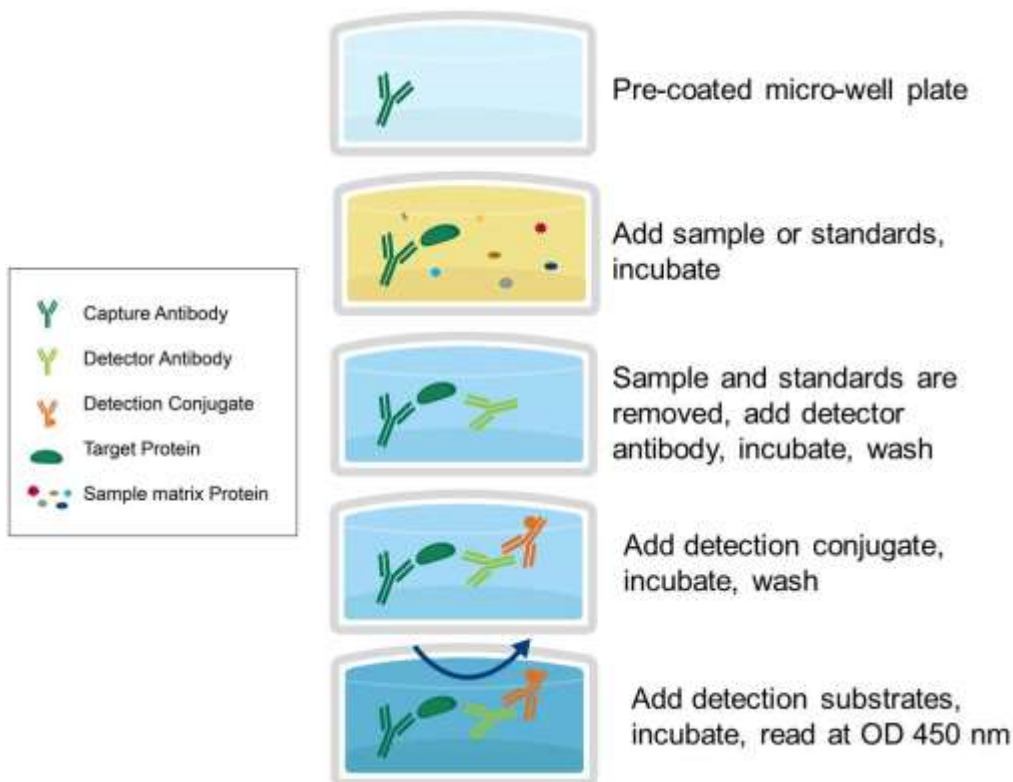 Pre-coated micro-well plate
Add sample or standards,
incubate
Capture Antibody
Detector Antibody
Detection Conjugate
Target Protein
Sample matrix Protein
Sample and standards are
removed, add detector
antibody, incubate, wash
Add detection conjugate,
incubate, wash
Add detection substrates,
incubate, read at OD 450 nm